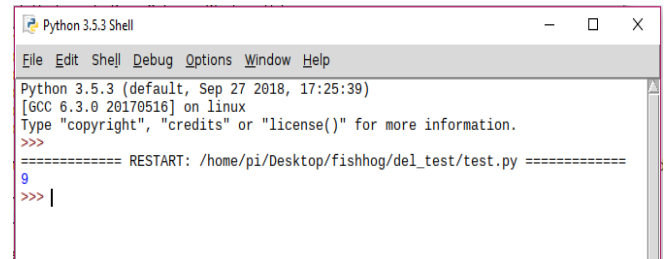 Python 3.5.3 Shell
File Edit Shell Debug Options Window Help
Python 3.5.3 (default, Sep 27 2018, 17:25:39)
[GCC 6.3.0 20170516] on linux
Type "copyright", "credits" or "license()" for more information.
>>>
============= RESTART: /home/pi/Desktop/fishhog/del_test/test.py =============
9
>>>